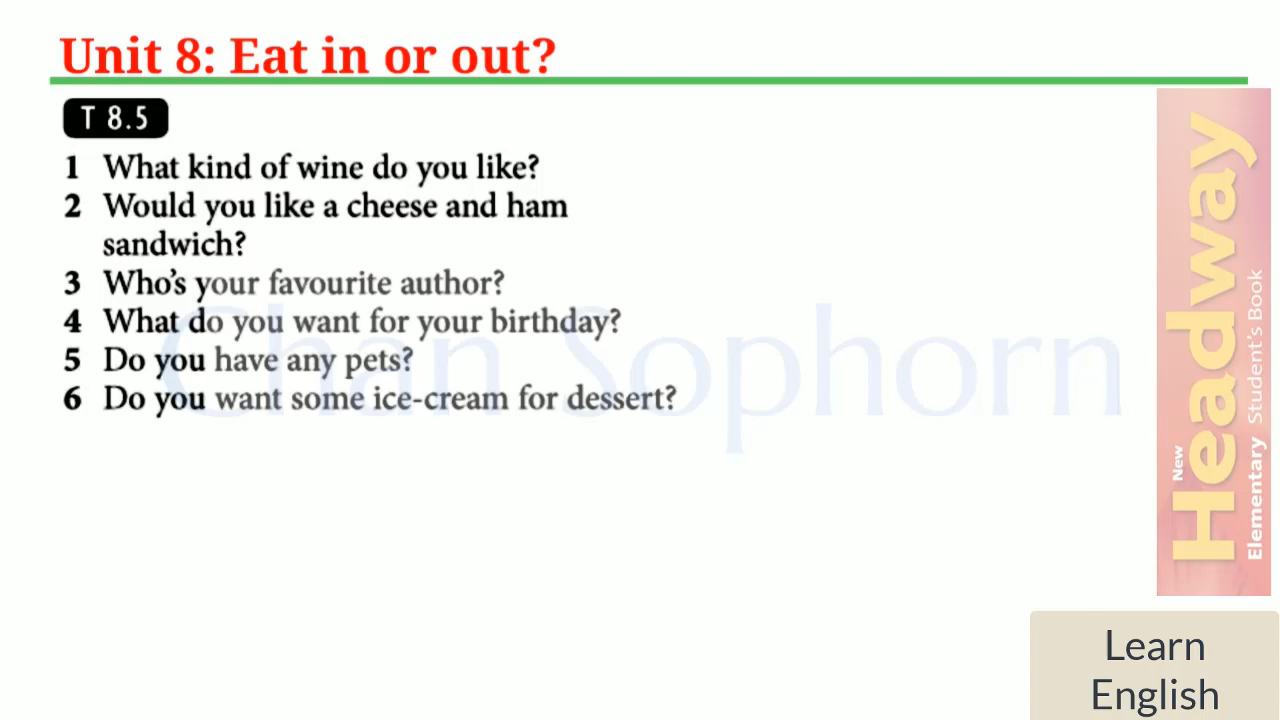 Unit 8: Eat in or out?
T 8.5
1 What kind of wine do you like?
2 Would you like a cheese and ham
sandwich?
3 Who's your favourite author?
4 What do you want for your birthday?
5 Do you have any pets?
6 Do you want some ice-cream for dessert?
Chan Sophorn
New
Headway
Elementary Student's Book
Learn
English